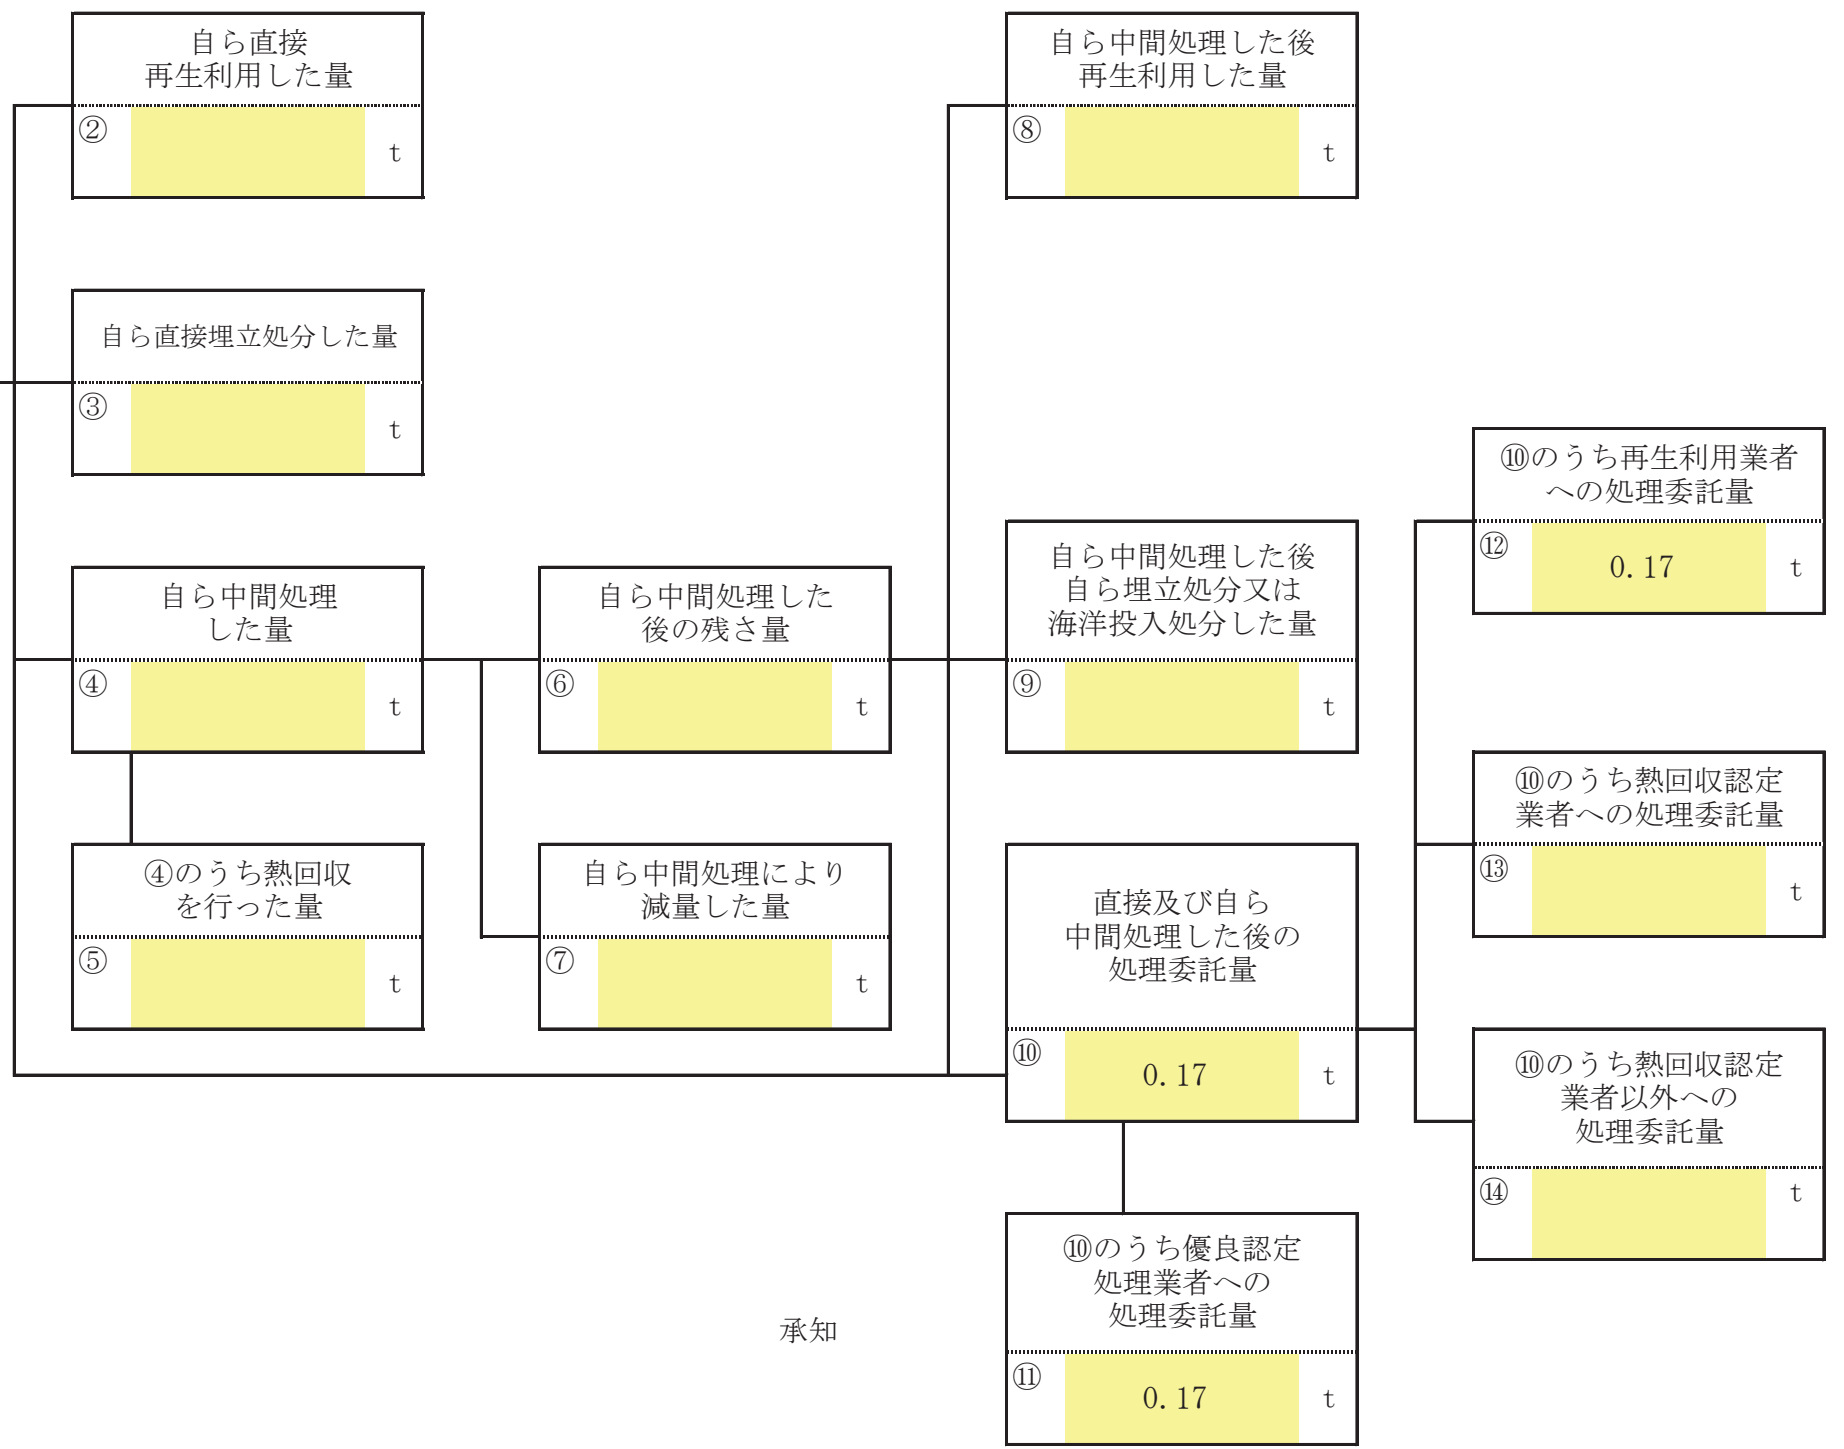 自ら直接
再生利用した量
②
t
自ら中間処理した後
再生利用した量
⑧
t
自ら直接埋立処分した量
③
t
⑩のうち再生利用業者
への処理委託量
⑫
0.17
t
自ら中間処理
した量
④
t
自ら中間処理した
後の残さ量
⑥
t
自ら中間処理した後
自ら埋立処分又は
海洋投入処分した量
⑨
t
⑩のうち熱回収認定
業者への処理委託量
⑬
t
④のうち熱回収
を行った量
⑤
t
自ら中間処理により
減量した量
⑦
t
直接及び自ら
中間処理した後の
処理委託量
⑩
0.17
t
⑩のうち熱回収認定
業者以外への
処理委託量
⑭
t
⑩のうち優良認定
処理業者への
処理委託量
⑪
0.17
t
承知